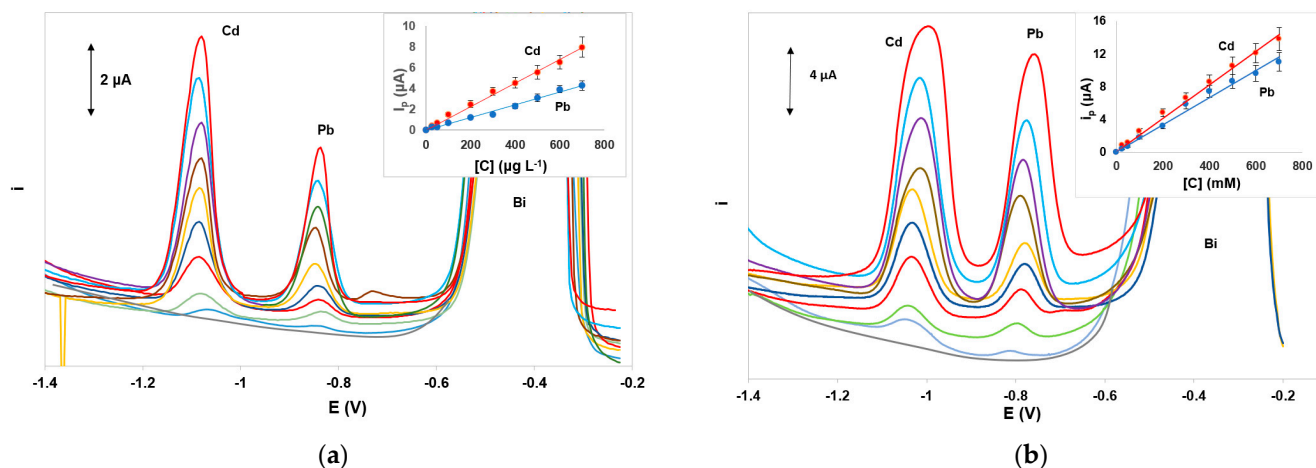 Cd
Pb
Bi
2 µA
i
-1.4 -1.2 -1 -0.8 -0.6 -0.4 -0.2
E (V)
10
8
6
4
2
0
0 200 400 600 800
I_p (µA)
[C] (µg L⁻¹)
Cd
Pb
(a)
Cd
Pb
Bi
4 µA
i
-1.4 -1.2 -1 -0.8 -0.6 -0.4 -0.2
E (V)
16
12
8
4
0
0 200 400 600 800
i_p (µA)
[C] (mM)
Cd
Pb
(b)